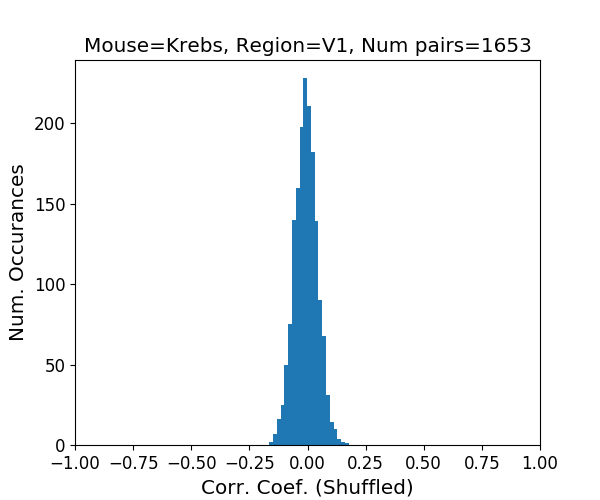 Mouse=Krebs, Region=V1, Num pairs=1653
Num. Occurances
200
150
100
50
0
−1.00 −0.75 −0.50 −0.25 0.00 0.25 0.50 0.75 1.00
Corr. Coef. (Shuffled)